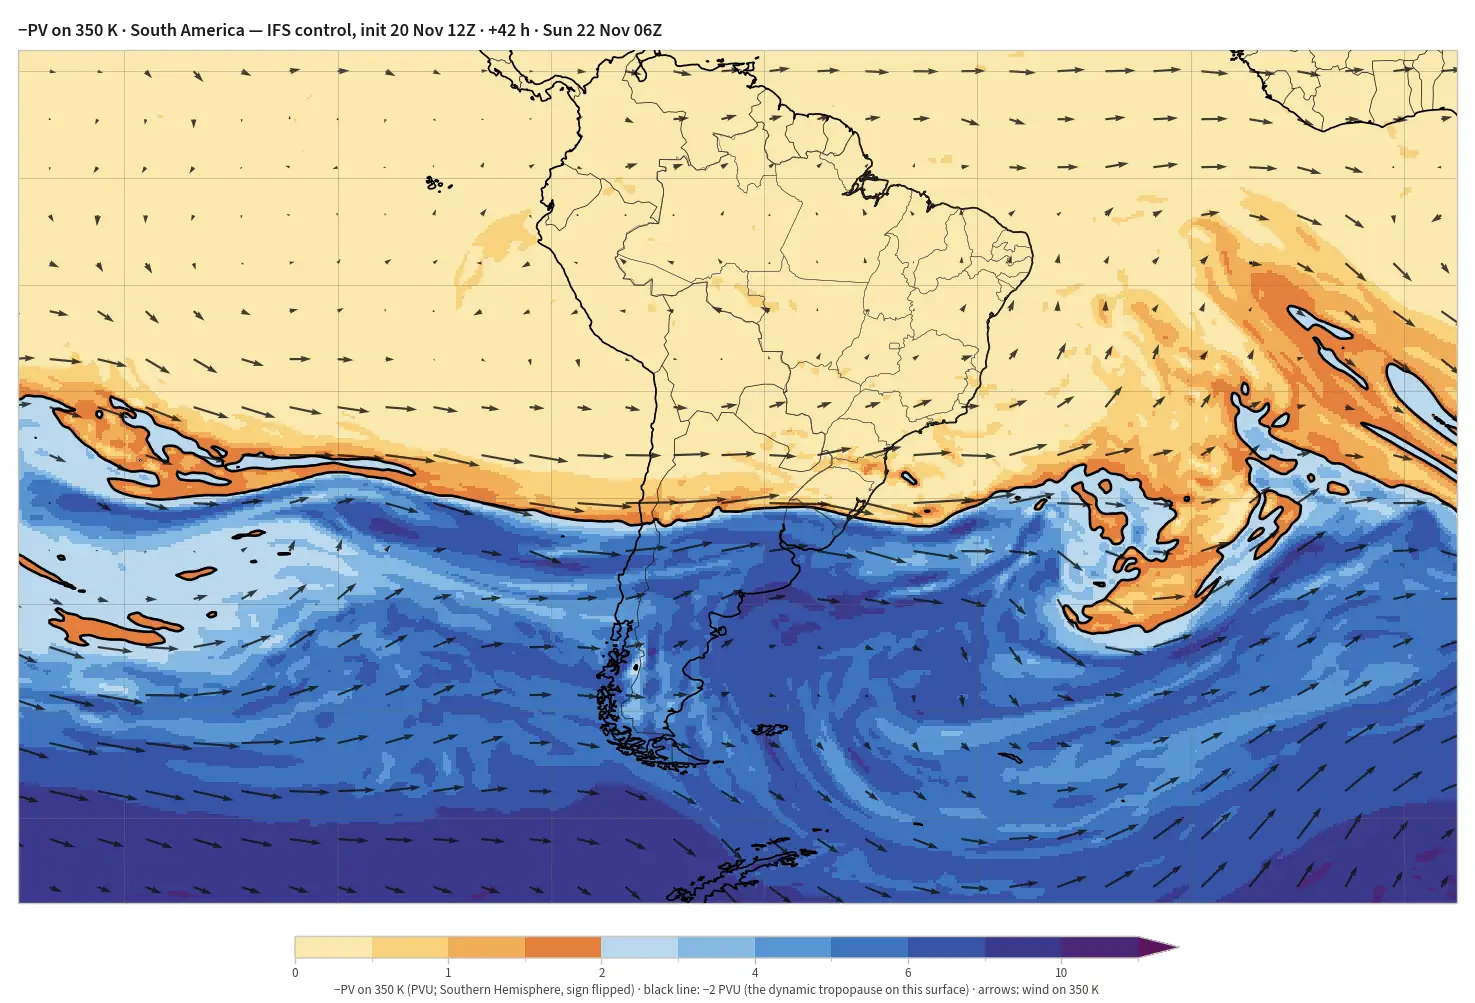 −PV on 350 K · South America — IFS control, init 20 Nov 12Z · +42 h · Sun 22 Nov 06Z
0 1 2 4 6 10
−PV on 350 K (PVU; Southern Hemisphere, sign flipped) · black line: −2 PVU (the dynamic tropopause on this surface) · arrows: wind on 350 K